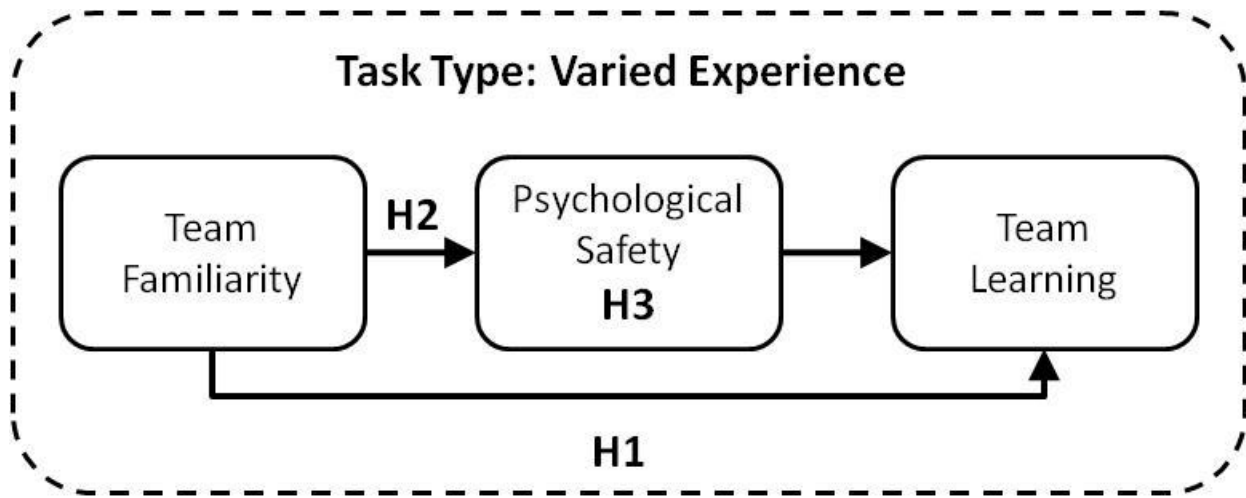 Task Type: Varied Experience
Team
Familiarity
H2
Psychological
Safety
H3
Team
Learning
H1